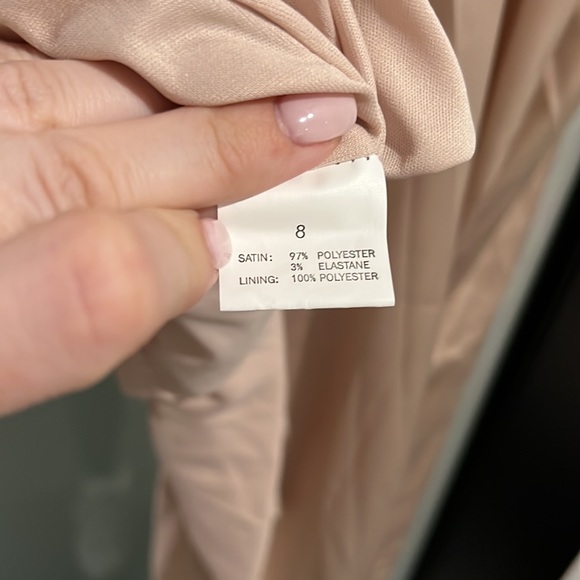 8
SATIN: 97% POLYESTER
3% ELASTANE
LINING: 100% POLYESTER